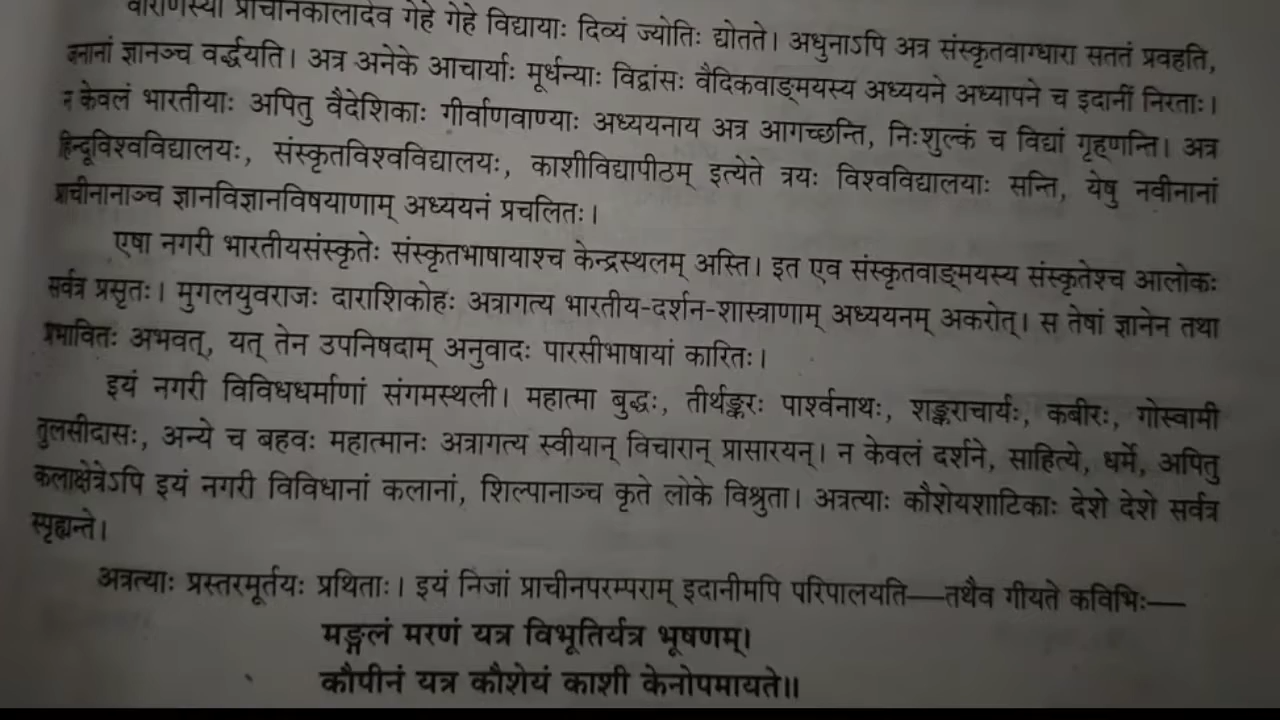 वाराणस्यां प्राचीनकालादेव गेहे गेहे विद्यायाः दिव्यं ज्योतिः द्योतते। अधुनाऽपि अत्र संस्कृतवाग्धारा सततं प्रवहति,
जनानां ज्ञानञ्च वर्द्धयति। अत्र अनेके आचार्याः मूर्धन्याः विद्वांसः वैदिकवाङ्मयस्य अध्ययने अध्यापने च इदानीं निरताः।
न केवलं भारतीयाः अपितु वैदेशिकाः गीर्वाणवाण्याः अध्ययनाय अत्र आगच्छन्ति, निःशुल्कं च विद्यां गृह्णन्ति। अत्र
हिन्दूविश्वविद्यालयः, संस्कृतविश्वविद्यालयः, काशीविद्यापीठम् इत्येते त्रयः विश्वविद्यालयाः सन्ति, येषु नवीनानां
प्राचीनानाञ्च ज्ञानविज्ञानविषयाणाम् अध्ययनं प्रचलितः।
एषा नगरी भारतीयसंस्कृतेः संस्कृतभाषायाश्च केन्द्रस्थलम् अस्ति। इत एव संस्कृतवाङ्मयस्य संस्कृतेश्च आलोकः
सर्वत्र प्रसृतः। मुगलयुवराजः दाराशिकोहः अत्रागत्य भारतीय-दर्शन-शास्त्राणाम् अध्ययनम् अकरोत्। स तेषां ज्ञानेन तथा
प्रभावितः अभवत्, यत् तेन उपनिषदाम् अनुवादः पारसीभाषायां कारितः।
इयं नगरी विविधधर्माणां संगमस्थली। महात्मा बुद्धः, तीर्थङ्करः पार्श्वनाथः, शङ्कराचार्यः, कबीरः, गोस्वामी
तुलसीदासः, अन्ये च बहवः महात्मानः अत्रागत्य स्वीयान् विचारान् प्रासारयन्। न केवलं दर्शने, साहित्ये, धर्मे, अपितु
कलाक्षेत्रेऽपि इयं नगरी विविधानां कलानां, शिल्पानाञ्च कृते लोके विश्रुता। अत्रत्याः कौशेयशाटिकाः देशे देशे सर्वत्र
स्पृह्यन्ते।
अत्रत्याः प्रस्तरमूर्तयः प्रथिताः। इयं निजां प्राचीनपरम्पराम् इदानीमपि परिपालयति—तथैव गीयते कविभिः—
मङ्गलं मरणं यत्र विभूतिर्यत्र भूषणम्।
कौपीनं यत्र कौशेयं काशी केनोपमायते॥